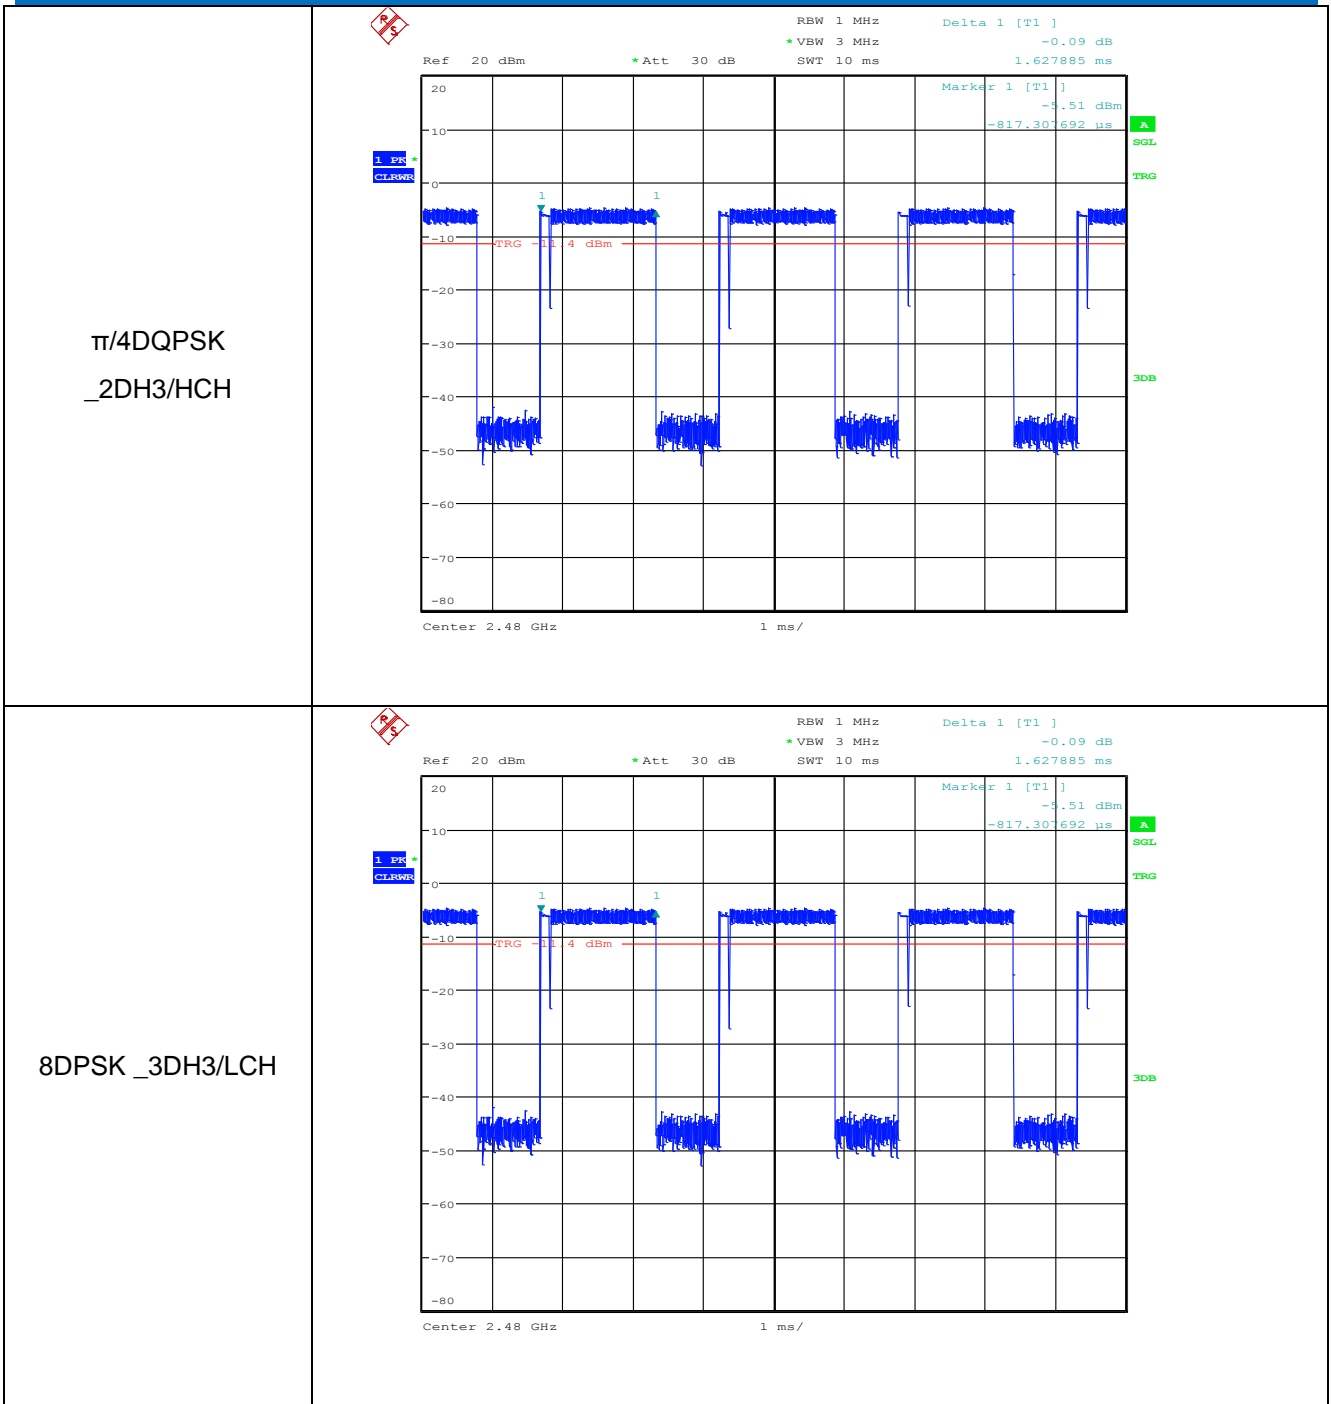 π/4DQPSK
_2DH3/HCH
R S
RBW 1 MHz
Delta 1 [T1 ]
* VBW 3 MHz
-0.09 dB
Ref 20 dBm
* Att 30 dB
SWT 10 ms
1.627885 ms
20
Marker 1 [T1 ]
-5.51 dBm
-817.307692 µs
A
10
SGL
1 PK *
CLRWR
TRG
0
1
1
-10
TRG -11.4 dBm
-20
-30
3DB
-40
-50
-60
-70
-80
Center 2.48 GHz
1 ms/
8DPSK _3DH3/LCH
R S
RBW 1 MHz
Delta 1 [T1 ]
* VBW 3 MHz
-0.09 dB
Ref 20 dBm
* Att 30 dB
SWT 10 ms
1.627885 ms
20
Marker 1 [T1 ]
-5.51 dBm
-817.307692 µs
A
10
SGL
1 PK *
CLRWR
TRG
0
1
1
-10
TRG -11.4 dBm
-20
-30
3DB
-40
-50
-60
-70
-80
Center 2.48 GHz
1 ms/